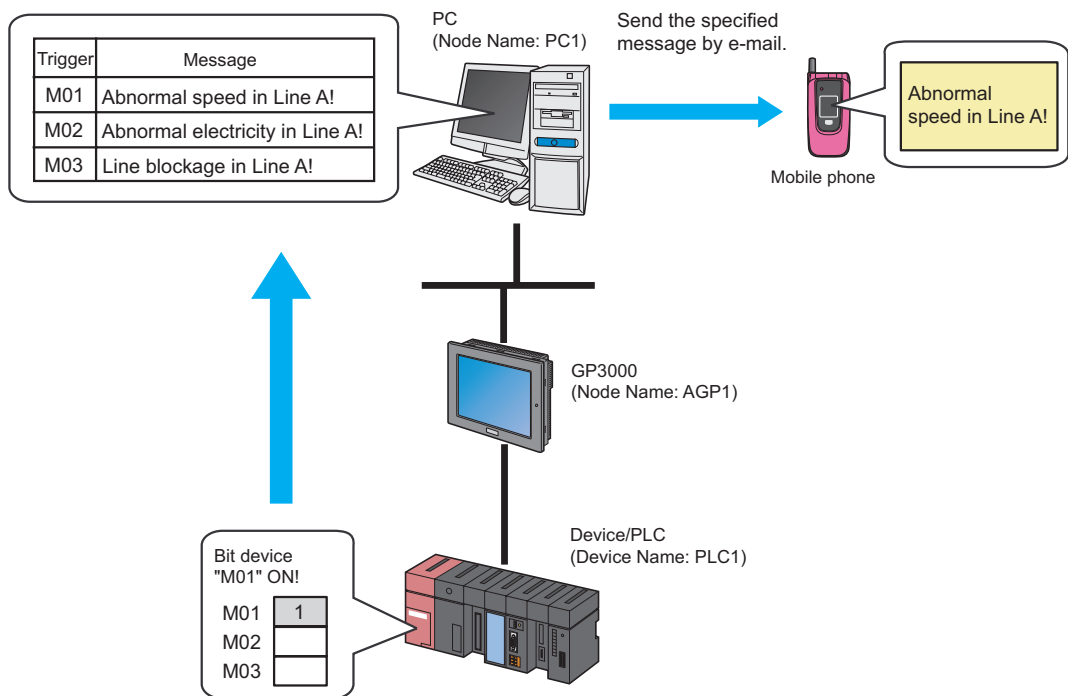 PC
(Node Name: PC1)
Send the specified
message by e-mail.
Trigger Message
M01 Abnormal speed in Line A!
M02 Abnormal electricity in Line A!
M03 Line blockage in Line A!
Abnormal
speed in Line A!
Mobile phone
GP3000
(Node Name: AGP1)
Device/PLC
(Device Name: PLC1)
Bit device
"M01" ON!
M01 1
M02
M03